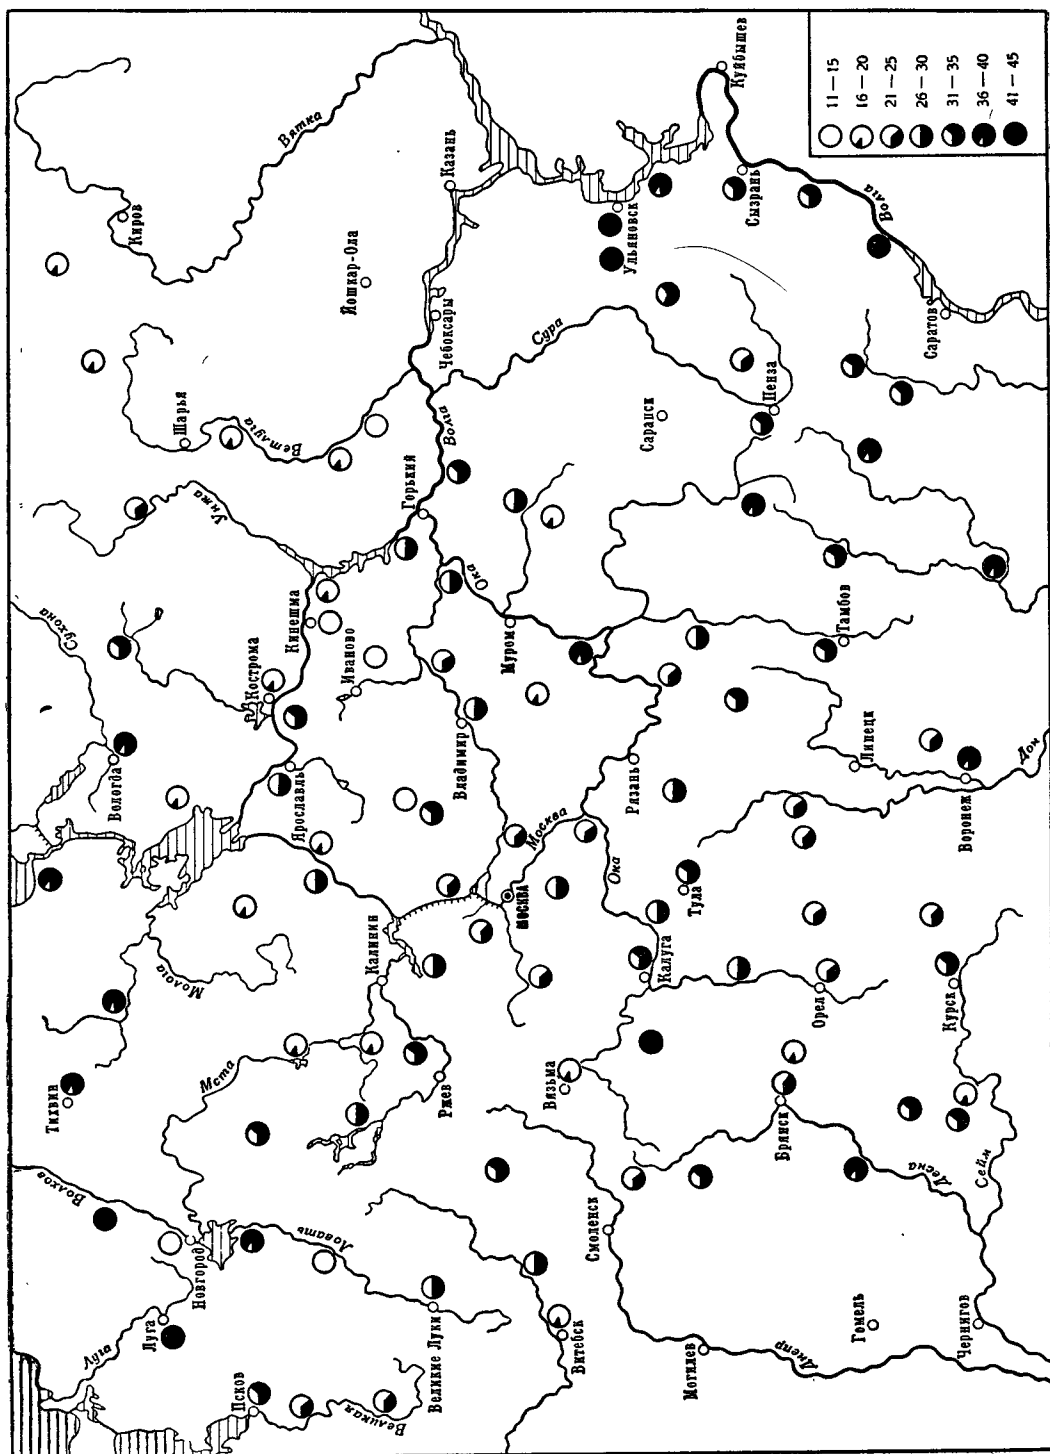 Тихвин
Сухона
Волхов
Луга
Вологда
Киров
Луга
Новгород
Молога
Шарья
Мста
Унжа
Псков
Кострома
Ярославль
Кинешма
Ветлуга
Вятка
Ловать
Иваново
Йошкар-Ола
Великая
Калинин
Горький
Великие Луки
Ржев
Владимир
Волга
Чебоксары
Казань
Ока
МОСКВА
Муром
Москва
Вязьма
Сура
Витебск
Смоленск
Ока
Рязань
Ульяновск
Калуга
Саранск
Могилев
Тула
Куйбышев
Брянск
Пенза
Сызрань
Днепр
Орел
Тамбов
Гомель
Десна
Липецк
Волга
Чернигов
Сейм
Курск
Воронеж
Саратов
Дон
11—15
16—20
21—25
26—30
31—35
36—40
41—45